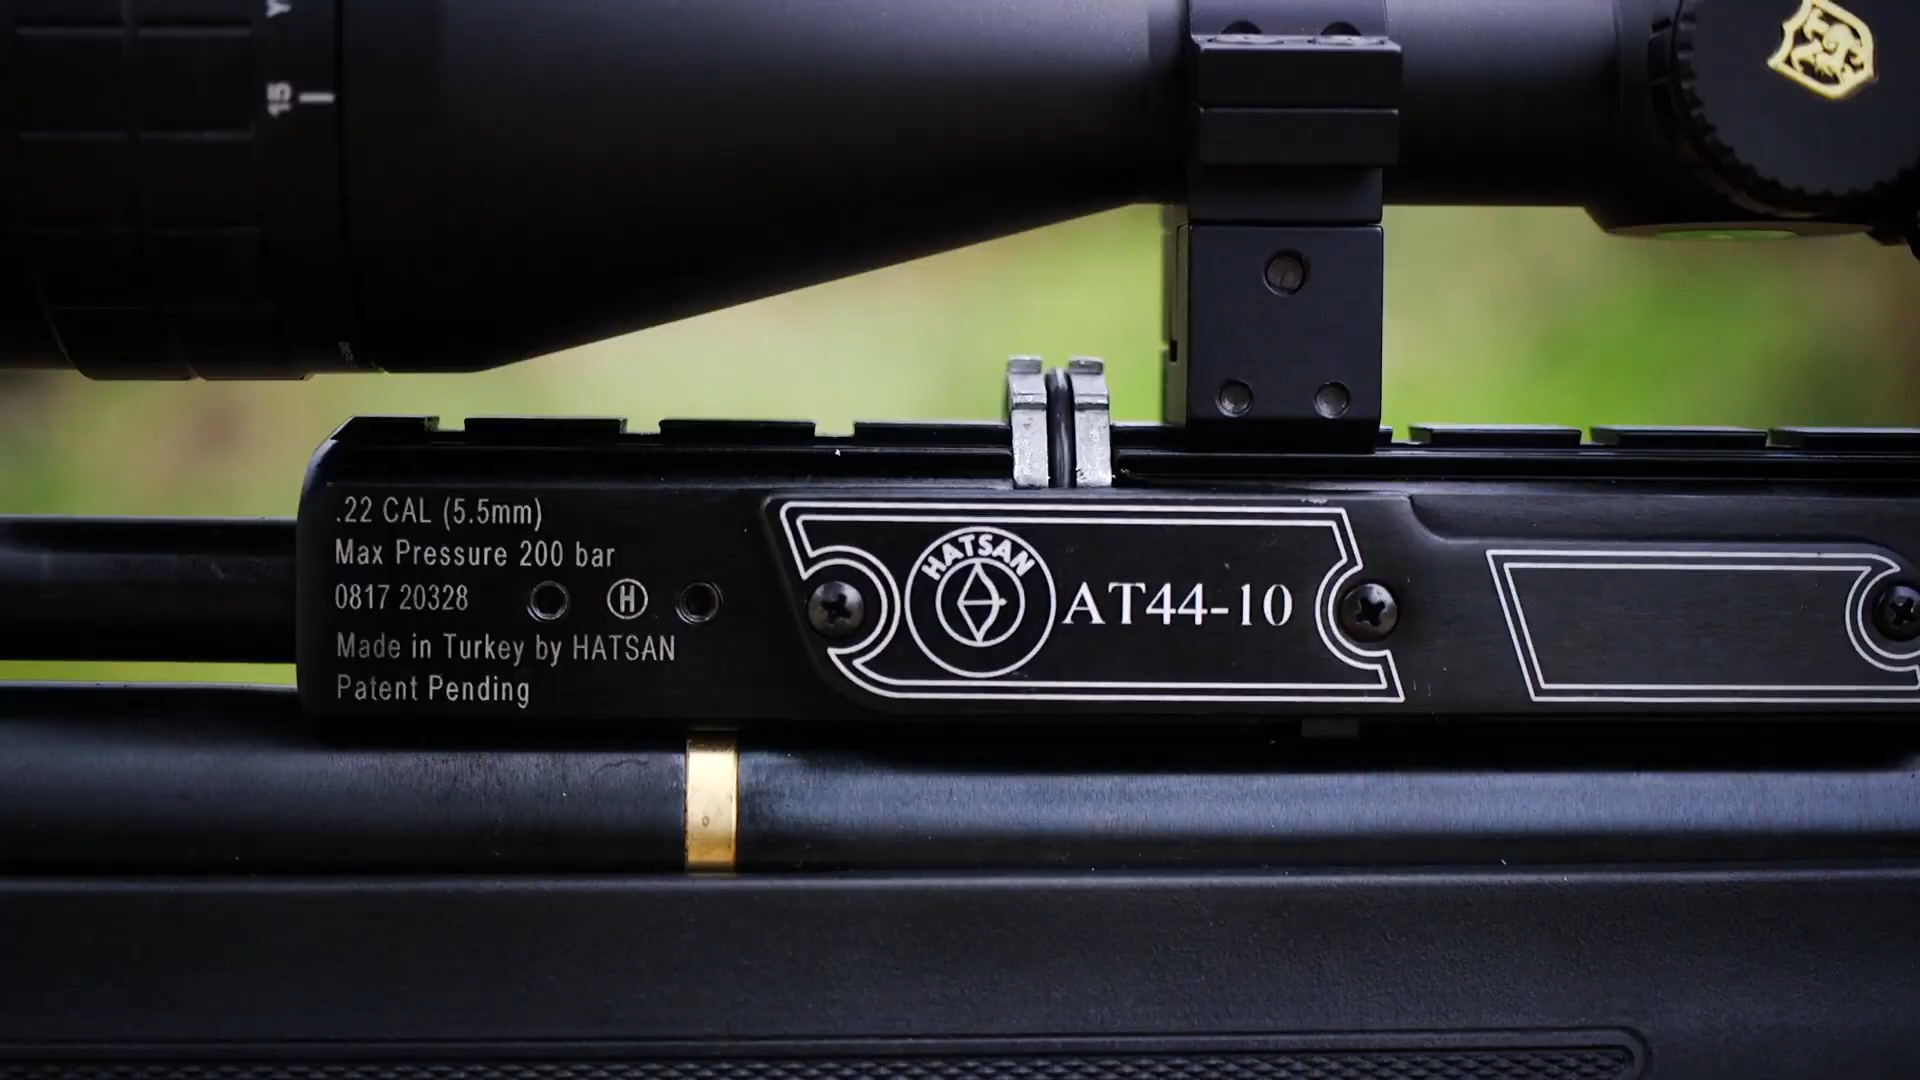 15
.22 CAL (5.5mm)
Max Pressure 200 bar
0817 20328
H
Made in Turkey by HATSAN
Patent Pending
HATSAN
AT44-10